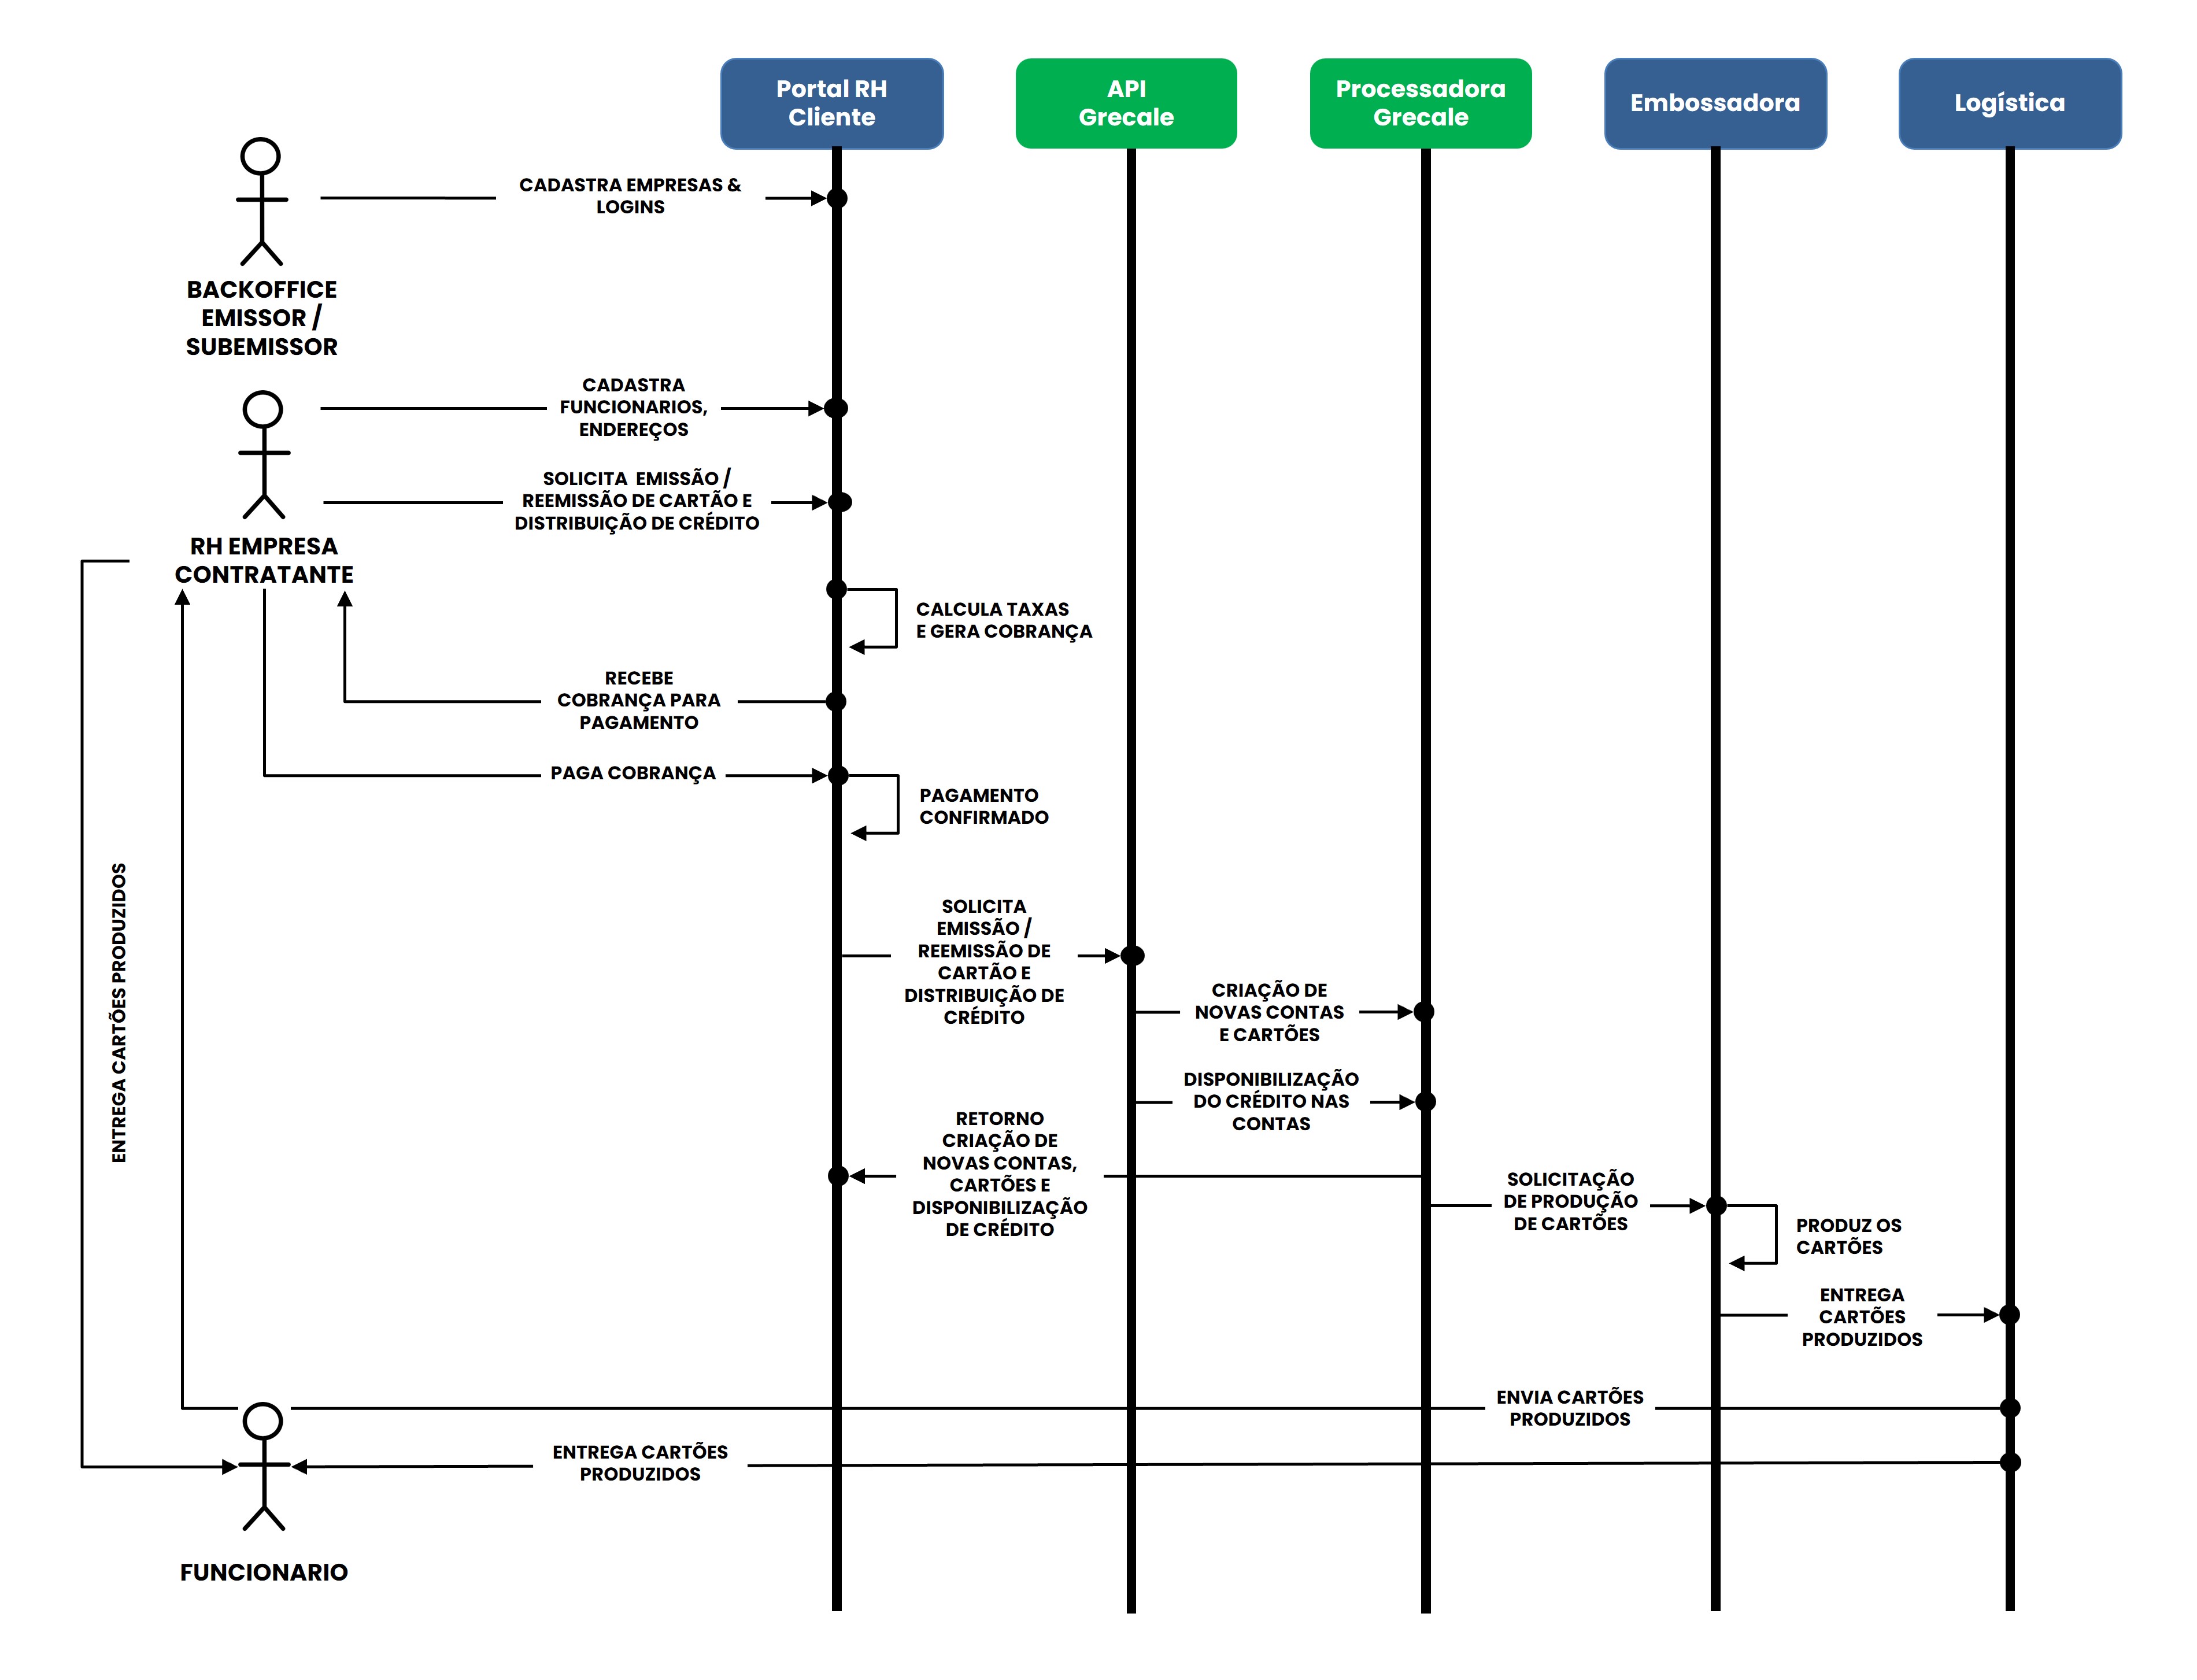 Portal RH
Cliente
API
Grecale
Processadora
Grecale
Embossadora
Logística
CADASTRA EMPRESAS &
LOGINS
BACKOFFICE
EMISSOR /
SUBEMISSOR
CADASTRA
FUNCIONARIOS,
ENDEREÇOS
SOLICITA EMISSÃO /
REEMISSÃO DE CARTÃO E
DISTRIBUIÇÃO DE CRÉDITO
RH EMPRESA
CONTRATANTE
CALCULA TAXAS
E GERA COBRANÇA
RECEBE
COBRANÇA PARA
PAGAMENTO
PAGA COBRANÇA
PAGAMENTO
CONFIRMADO
ENTREGA CARTÕES PRODUZIDOS
SOLICITA
EMISSÃO /
REEMISSÃO DE
CARTÃO E
DISTRIBUIÇÃO DE
CRÉDITO
CRIAÇÃO DE
NOVAS CONTAS
E CARTÕES
DISPONIBILIZAÇÃO
DO CRÉDITO NAS
CONTAS
RETORNO
CRIAÇÃO DE
NOVAS CONTAS,
CARTÕES E
DISPONIBILIZAÇÃO
DE CRÉDITO
SOLICITAÇÃO
DE PRODUÇÃO
DE CARTÕES
PRODUZ OS
CARTÕES
ENTREGA
CARTÕES
PRODUZIDOS
ENVIA CARTÕES
PRODUZIDOS
ENTREGA CARTÕES
PRODUZIDOS
FUNCIONARIO